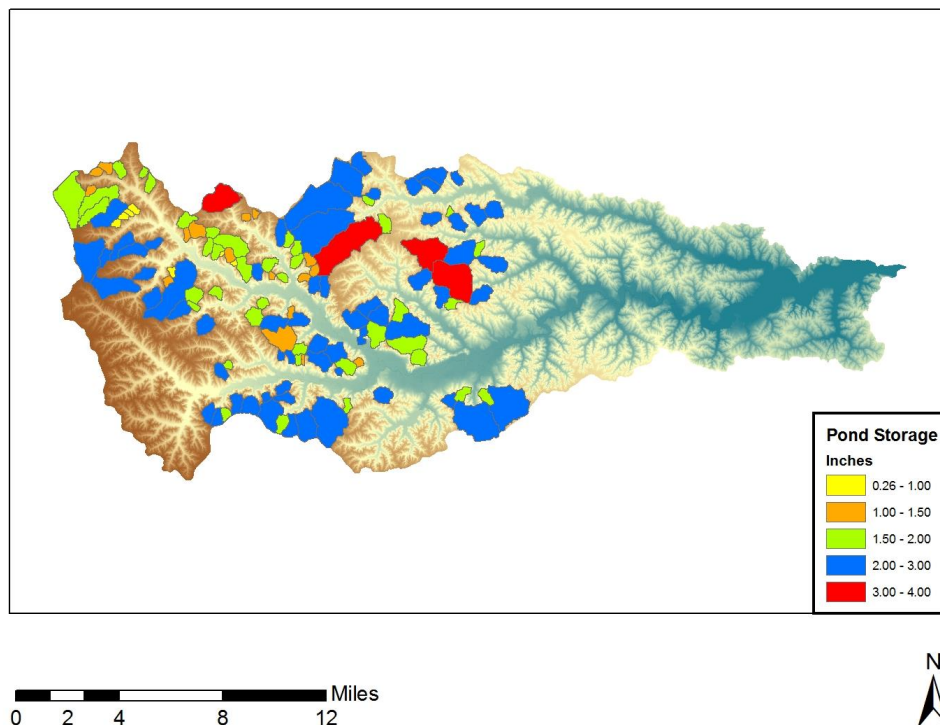 Pond Storage
Inches
0.26 - 1.00
1.00 - 1.50
1.50 - 2.00
2.00 - 3.00
3.00 - 4.00
Miles
0 2 4 8 12
N